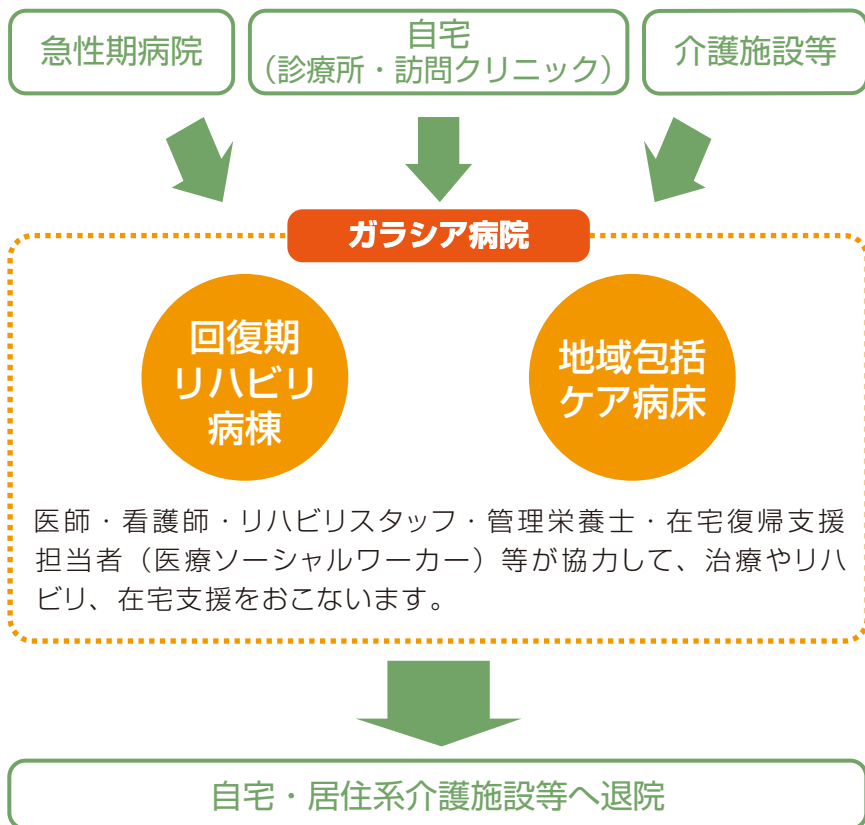 急性期病院
自宅
（診療所・訪問クリニック）
介護施設等
ガラシア病院
回復期
リハビリ
病棟
地域包括
ケア病床
医師・看護師・リハビリスタッフ・管理栄養士・在宅復帰支援
担当者（医療ソーシャルワーカー）等が協力して、治療やリハ
ビリ、在宅支援をおこないます。
自宅・居住系介護施設等へ退院